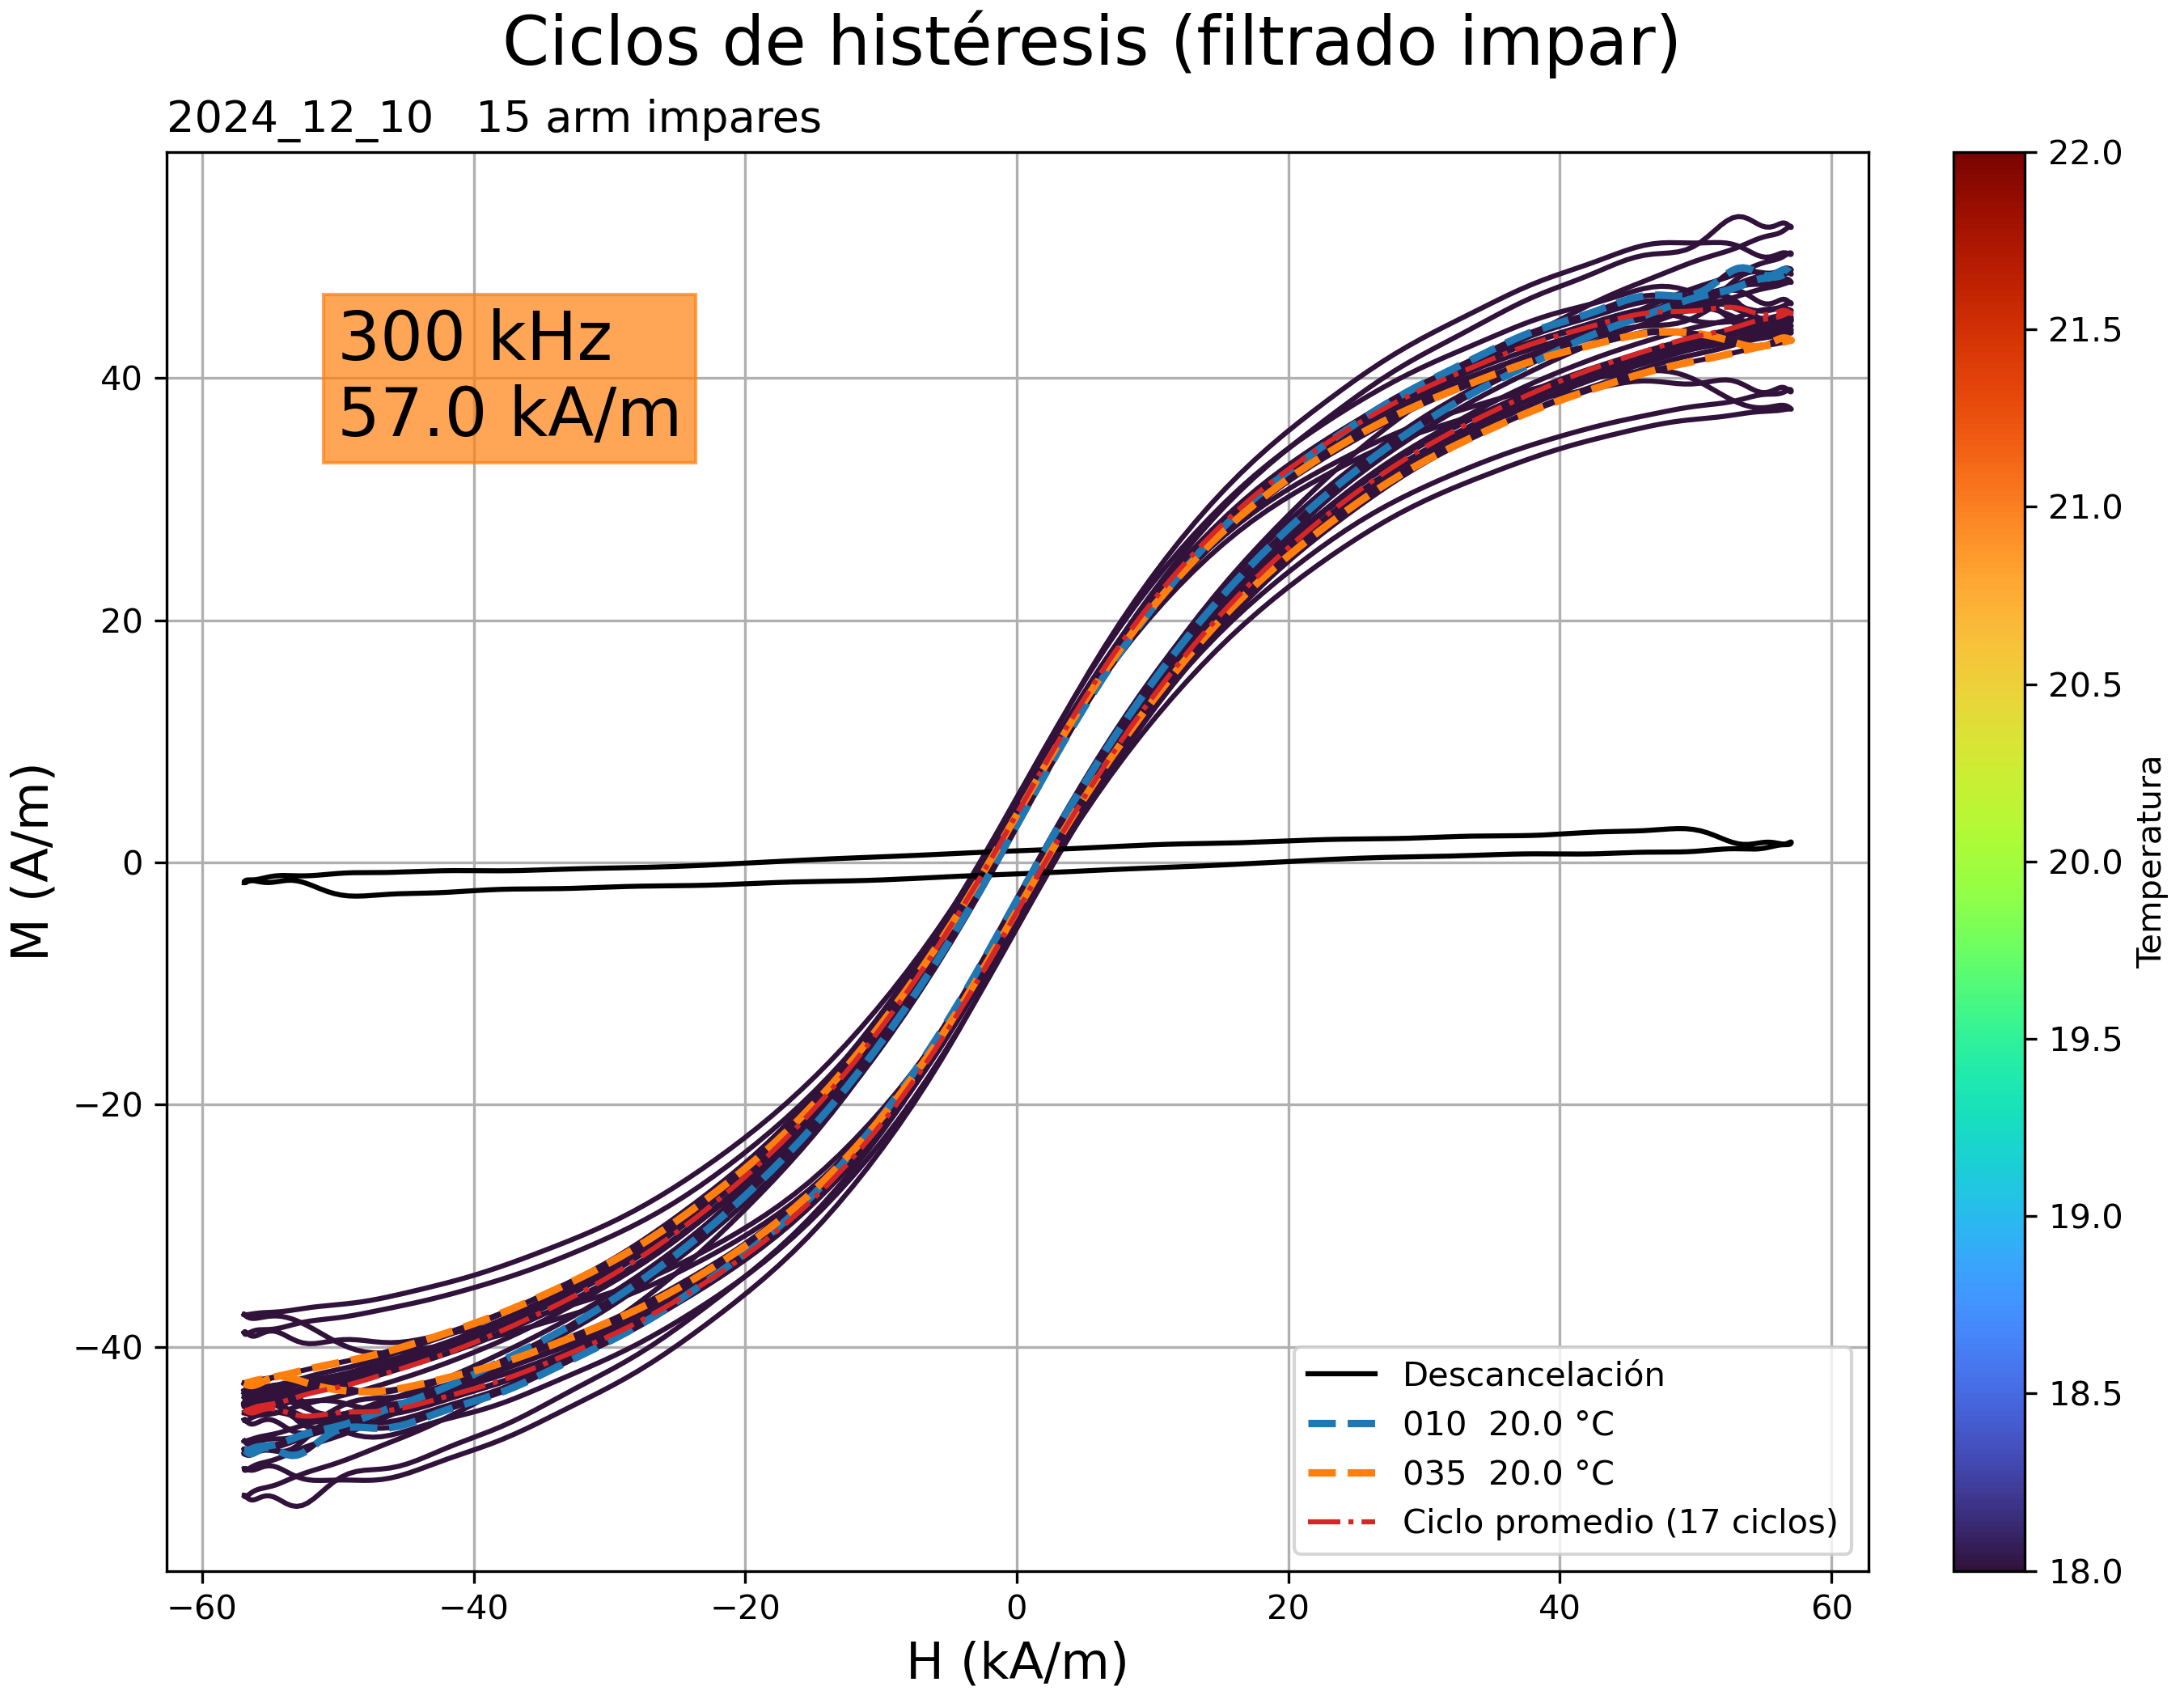 Ciclos de histéresis (filtrado impar)
2024_12_10   15 arm impares
300 kHz
57.0 kA/m
M (A/m)
40
20
0
−20
−40
−60
−40
−20
0
20
40
60
H (kA/m)
Descancelación
010  20.0 °C
035  20.0 °C
Ciclo promedio (17 ciclos)
22.0
21.5
21.0
20.5
20.0
19.5
19.0
18.5
18.0
Temperatura